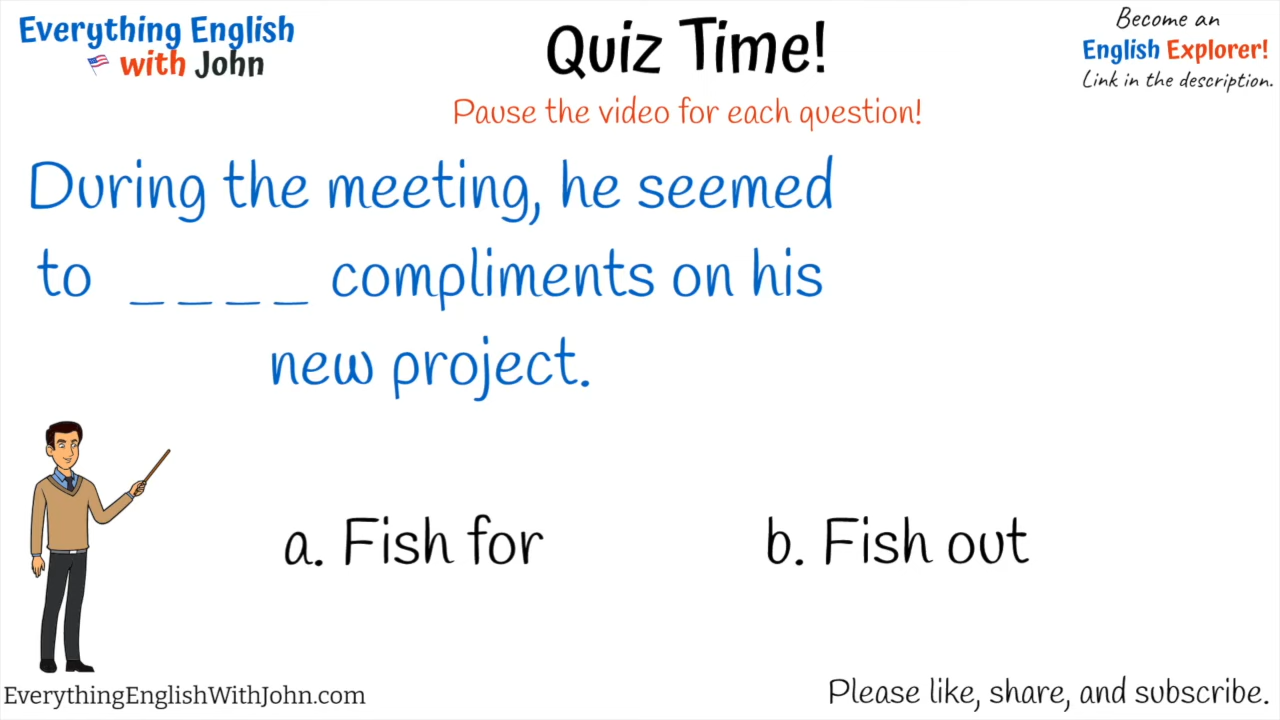 Everything English
with John
Quiz Time!
Pause the video for each question!
Become an
English Explorer!
Link in the description.
During the meeting, he seemed
to _ _ _ _ compliments on his
new project.
a. Fish for
b. Fish out
EverythingEnglishWithJohn.com
Please like, share, and subscribe.